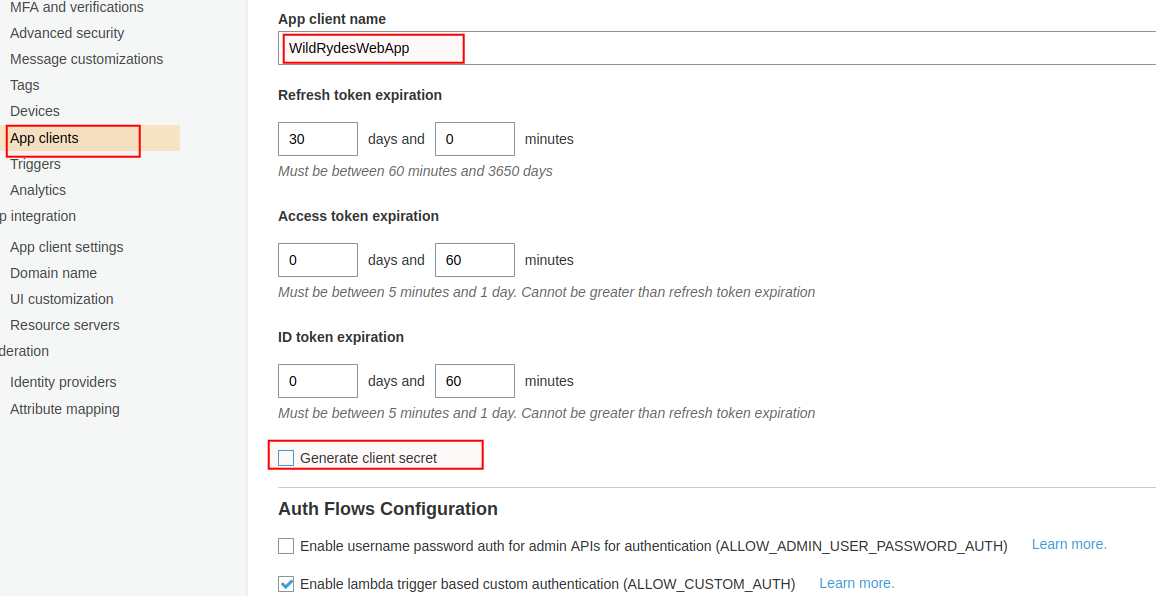 MFA and verifications
Advanced security
Message customizations
Tags
Devices
App clients
Triggers
Analytics
p integration
App client settings
Domain name
UI customization
Resource servers
deration
Identity providers
Attribute mapping
App client name
WildRydesWebApp
Refresh token expiration
30 days and 0 minutes
Must be between 60 minutes and 3650 days
Access token expiration
0 days and 60 minutes
Must be between 5 minutes and 1 day. Cannot be greater than refresh token expiration
ID token expiration
0 days and 60 minutes
Must be between 5 minutes and 1 day. Cannot be greater than refresh token expiration
Generate client secret
Auth Flows Configuration
Enable username password auth for admin APIs for authentication (ALLOW_ADMIN_USER_PASSWORD_AUTH) Learn more.
Enable lambda trigger based custom authentication (ALLOW_CUSTOM_AUTH) Learn more.